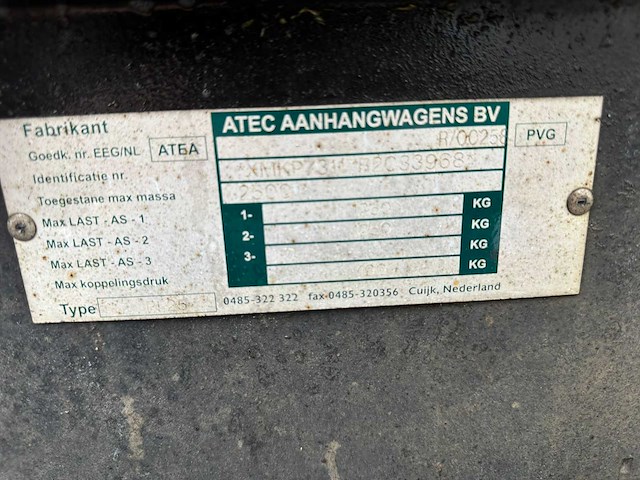 Fabrikant ATEC AANHANGWAGENS BV
Goedk. nr. EEG/NL АТБА R/00258 PVG
Identificatie nr.
Toegestane max massa
Max LAST - AS - 1 1- KG
Max LAST - AS - 2 2- KG
Max LAST - AS - 3 3- KG
Max koppelingsdruk KG
Type 0485-322 322 fax-0485-320356 Cuijk, Nederland